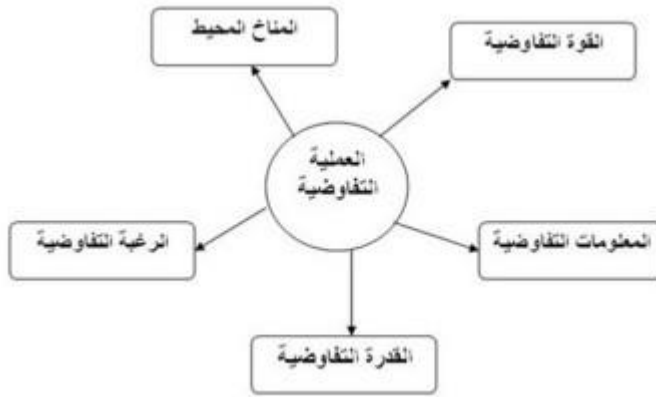 المناخ المحيط
القوة التفاوضية
العملية
التفاوضية
الرغبة التفاوضية
المعلومات التفاوضية
القدرة التفاوضية